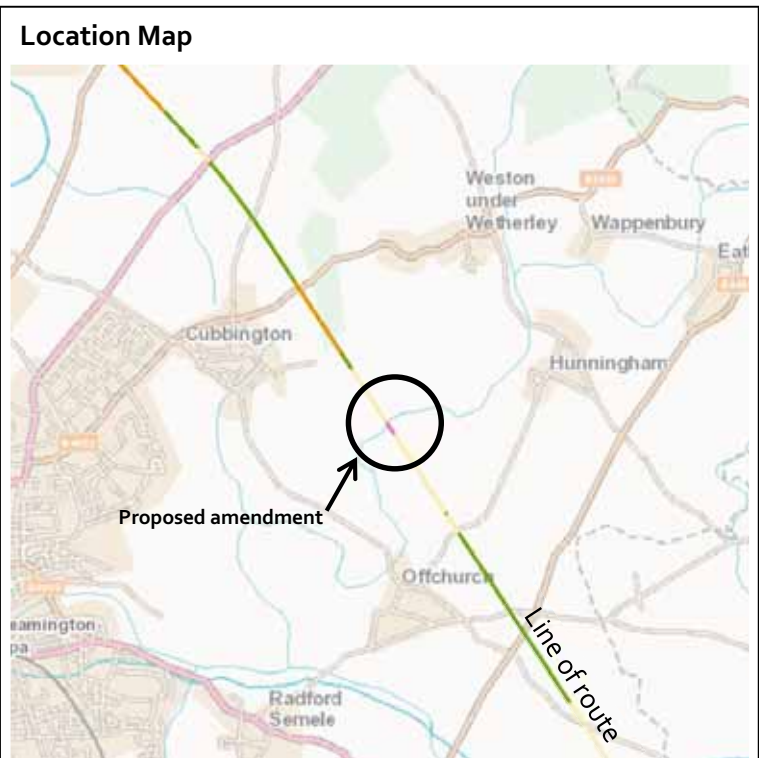 Location Map
Weston
under
Wetherley
Wappenbury
Eat
Cubbington
Hunningham
Proposed amendment
Offchurch
Line of route
eamington
pa
Radford
Semele